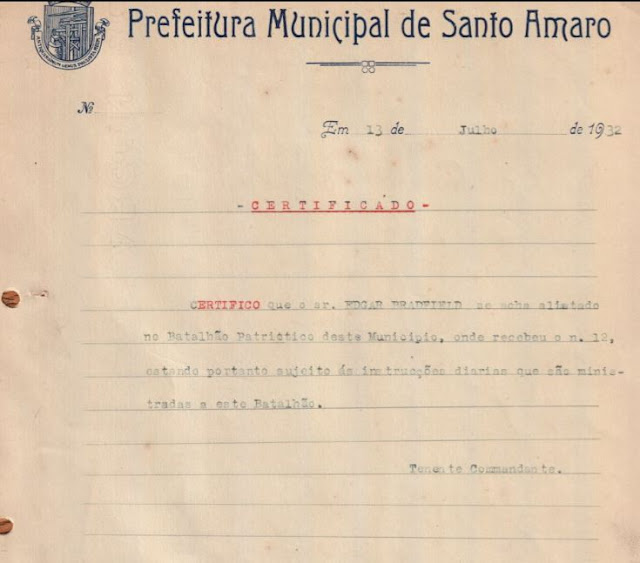 Prefeitura Municipal de Santo Amaro
Nº
Em 13 de Julho de 1932
- CERTIFICADO -
CERTIFICO que o sr. EDGAR BRADFIELD se acha alistado
no Batalhão Patriotico deste Municipio, onde recebeu o n. 12,
estando portanto sujeito ás instrucções diarias que são minis-
tradas a este Batalhão.
Tenente Commandante.